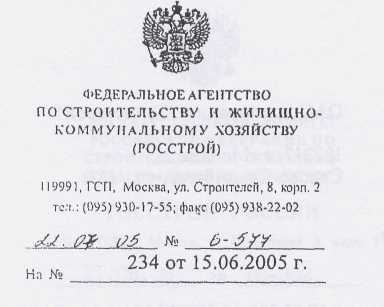 ФЕДЕРАЛЬНОЕ АГЕНТСТВО
ПО СТРОИТЕЛЬСТВУ И ЖИЛИЩНО-
КОММУНАЛЬНОМУ ХОЗЯЙСТВУ
(РОССТРОЙ)
119991, ГСП, Москва, ул. Строителей, 8, корп. 2
тел.: (095) 930-17-55; факс (095) 938-22-02
22.07 05 № 6-577
На № 234 от 15.06.2005 г.